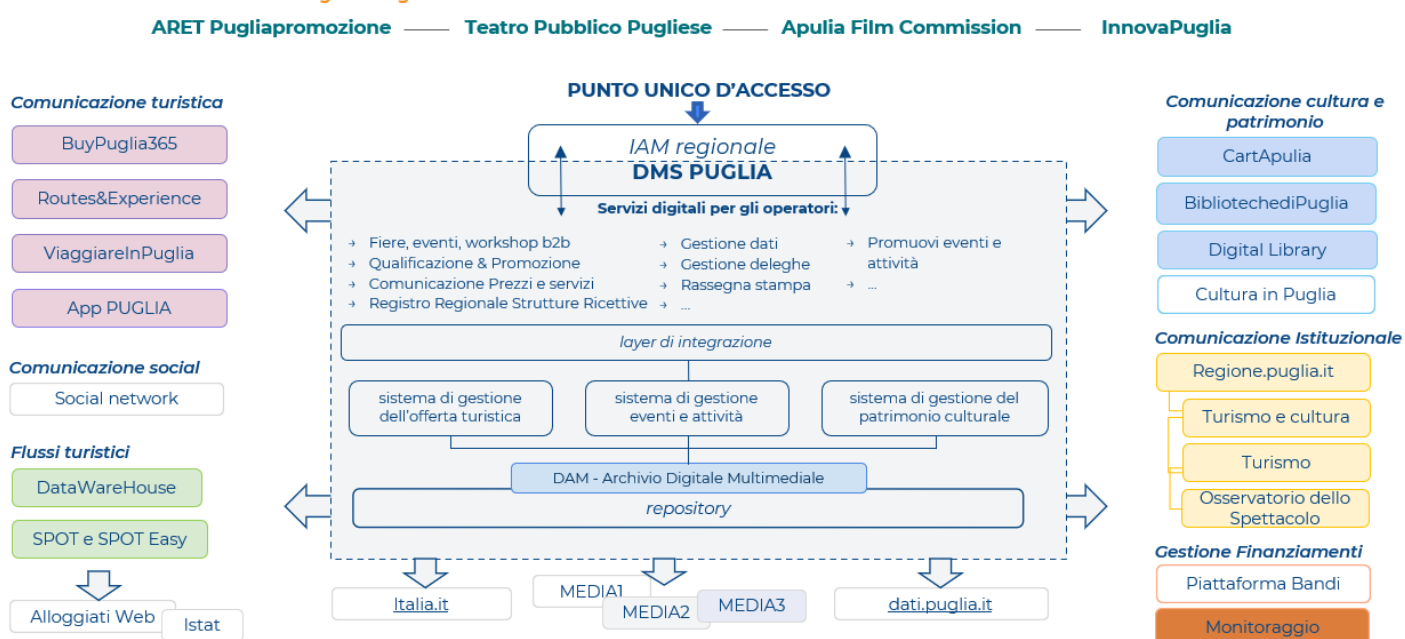 ARET Pugliapromozione
Teatro Pubblico Pugliese
Apulia Film Commission
InnovaPuglia
Comunicazione turistica
BuyPuglia365
Routes&Experience
ViaggiareInPuglia
App PUGLIA
Comunicazione social
Social network
Flussi turistici
DataWareHouse
SPOT e SPOT Easy
Alloggiati Web
Istat
PUNTO UNICO D'ACCESSO
IAM regionale
DMS PUGLIA
Servizi digitali per gli operatori:
→ Fiere, eventi, workshop b2b
→ Qualificazione & Promozione
→ Comunicazione Prezzi e servizi
→ Registro Regionale Strutture Ricettive
→ Gestione dati
→ Gestione deleghe
→ Rassegna stampa
→ ...
→ Promuovi eventi e
attività
→ ...
layer di integrazione
sistema di gestione
dell'offerta turistica
sistema di gestione
eventi e attività
sistema di gestione del
patrimonio culturale
DAM - Archivio Digitale Multimediale
repository
Italia.it
MEDIA1
MEDIA2
MEDIA3
dati.puglia.it
Comunicazione cultura e
patrimonio
CartApulia
BibliotechediPuglia
Digital Library
Cultura in Puglia
Comunicazione Istituzionale
Regione.puglia.it
Turismo e cultura
Turismo
Osservatorio dello
Spettacolo
Gestione Finanziamenti
Piattaforma Bandi
Monitoraggio